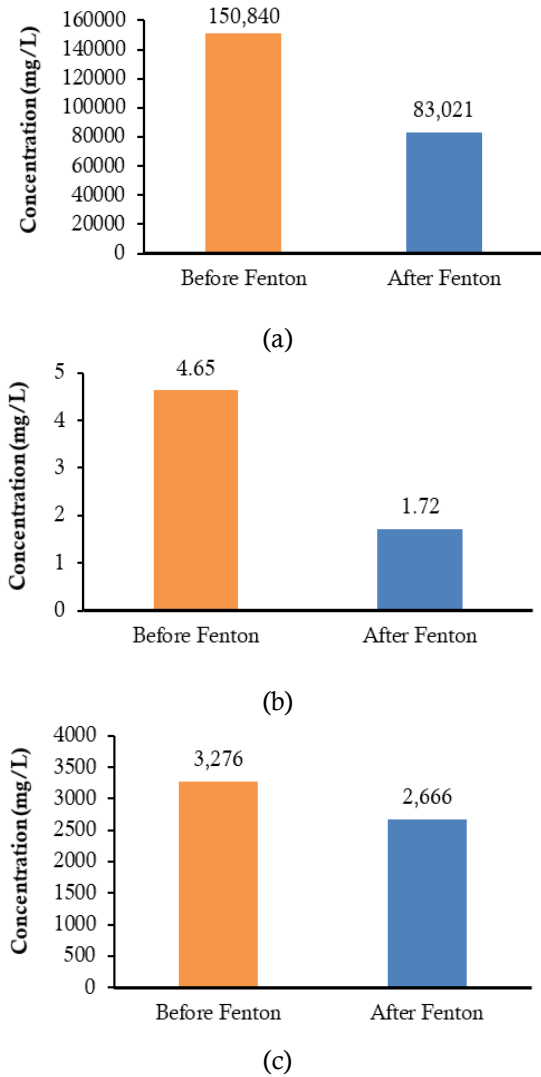 Concentration (mg/L)
160000
140000
120000
100000
80000
60000
40000
20000
0
150,840
83,021
Before Fenton
After Fenton
(a)
Concentration (mg/L)
5
4
3
2
1
0
4.65
1.72
Before Fenton
After Fenton
(b)
Concentration (mg/L)
4000
3500
3000
2500
2000
1500
1000
500
0
3,276
2,666
Before Fenton
After Fenton
(c)